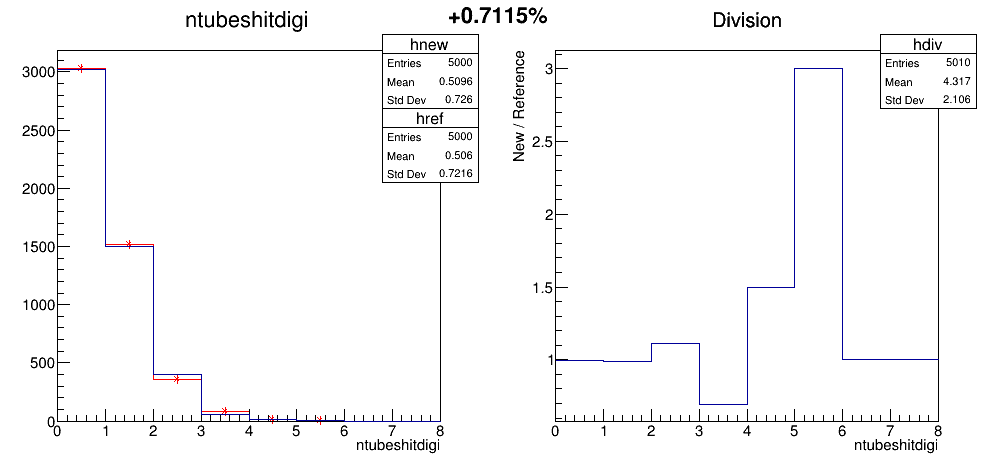 +0.7115%
ntubeshitdigi
hnew
Entries 5000
Mean 0.5096
Std Dev 0.726
href
Entries 5000
Mean 0.506
Std Dev 0.7216
3000
2500
2000
1500
1000
500
0
0 1 2 3 4 5 6 7 8
ntubeshitdigi
Division
hdiv
Entries 5010
Mean 4.317
Std Dev 2.106
New / Reference
3
2.5
2
1.5
1
0 1 2 3 4 5 6 7 8
ntubeshitdigi